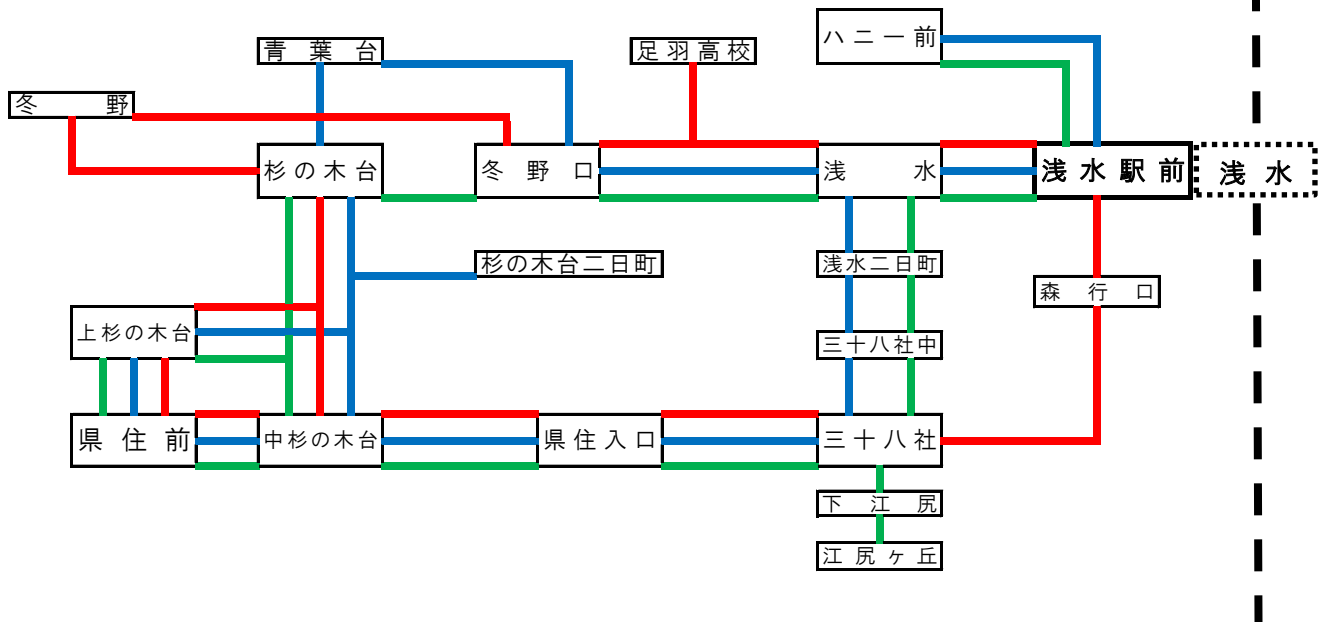 ハニー前
青葉台
足羽高校
冬野
杉の木台
冬野口
浅水
浅水駅前
浅水
杉の木台二日町
浅水二日町
森行口
上杉の木台
三十八社中
県住前
中杉の木台
県住入口
三十八社
下江尻
江尻ヶ丘